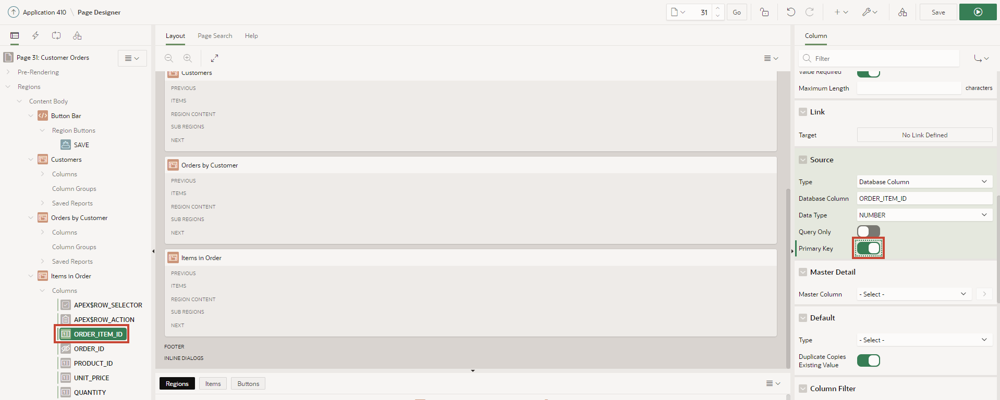 Application 410
Page Designer
31
Go
Save
Layout
Page Search
Help
Column
Page 31: Customer Orders
Pre-Rendering
Regions
Content Body
Button Bar
Region Buttons
SAVE
Customers
Columns
Column Groups
Saved Reports
Orders by Customer
Columns
Column Groups
Saved Reports
Items in Order
Columns
APEX$ROW_SELECTOR
APEX$ROW_ACTION
ORDER_ITEM_ID
ORDER_ID
PRODUCT_ID
UNIT_PRICE
QUANTITY
Customers
PREVIOUS
ITEMS
REGION CONTENT
SUB REGIONS
NEXT
Orders by Customer
PREVIOUS
ITEMS
REGION CONTENT
SUB REGIONS
NEXT
Items in Order
PREVIOUS
ITEMS
REGION CONTENT
SUB REGIONS
NEXT
FOOTER
INLINE DIALOGS
Regions
Items
Buttons
Filter
Value Required
Maximum Length
characters
Link
Target
No Link Defined
Source
Type
Database Column
Database Column
ORDER_ITEM_ID
Data Type
NUMBER
Query Only
Primary Key
Master Detail
Master Column
- Select -
Default
Type
- Select -
Duplicate Copies
Existing Value
Column Filter